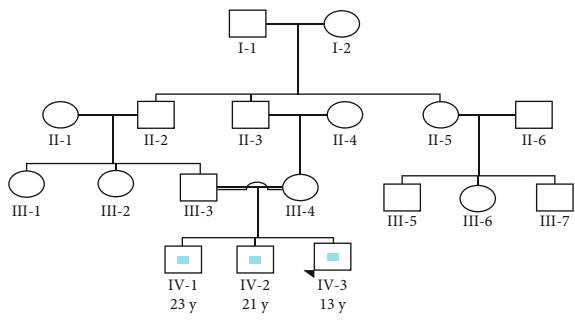 I-1 I-2
II-1 II-2 II-3 II-4 II-5 II-6
III-1 III-2 III-3 III-4 III-5 III-6 III-7
IV-1 IV-2 IV-3
23 y 21 y 13 y